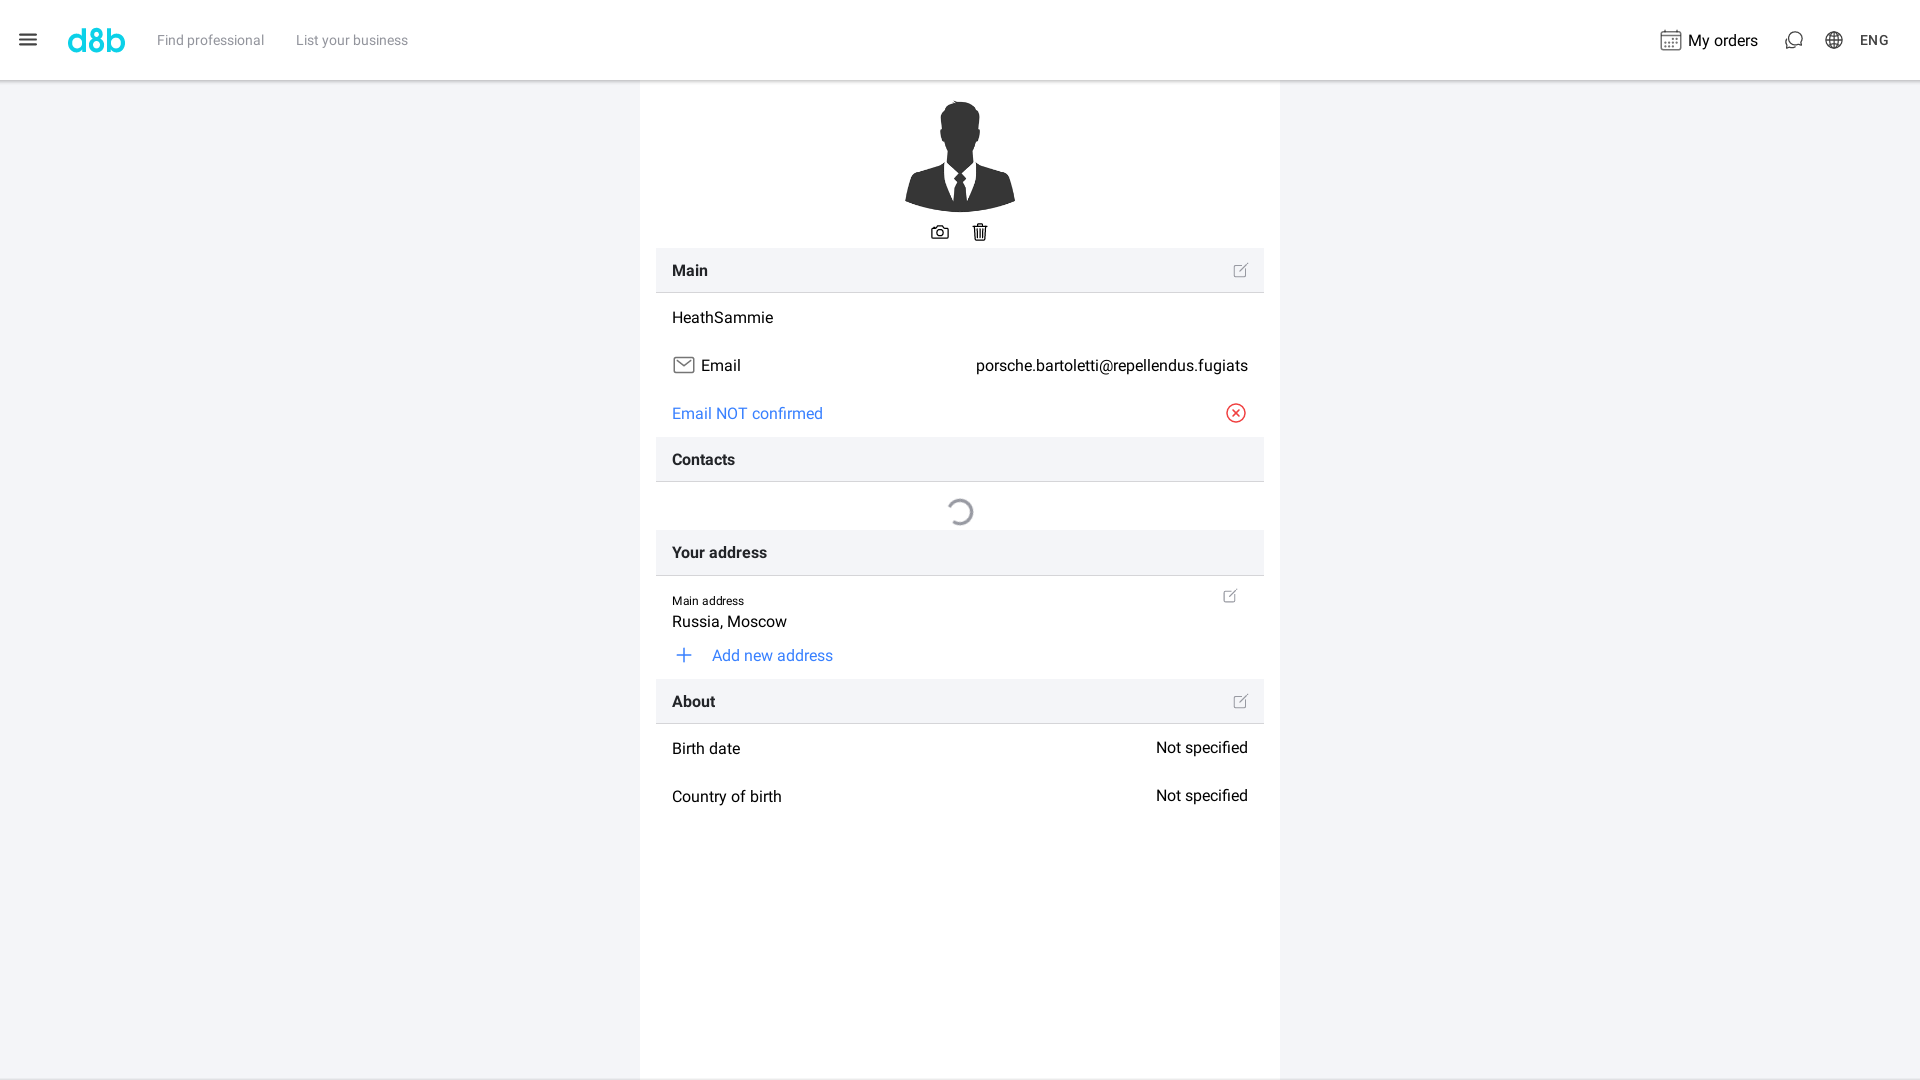 d8b Find professional List your business My orders ENG
Main
HeathSammie
Email porsche.bartoletti@repellendus.fugiats
Email NOT confirmed
Contacts
Your address
Main address
Russia, Moscow
Add new address
About
Birth date Not specified
Country of birth Not specified